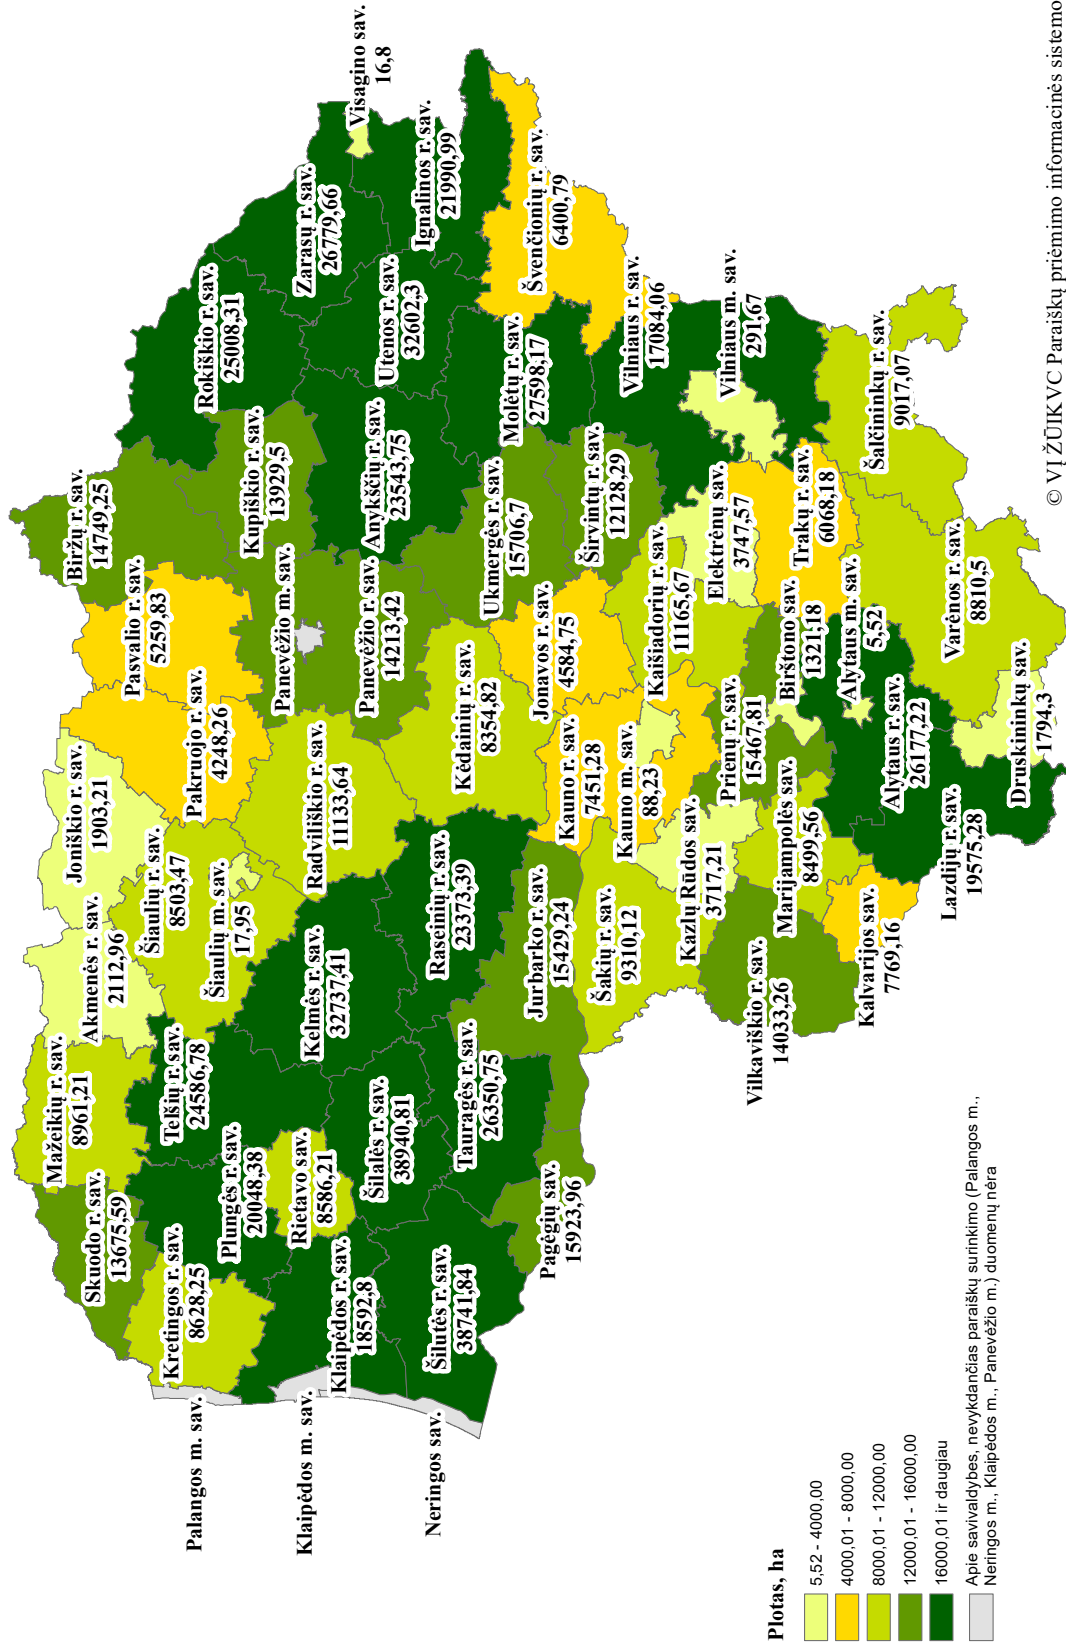 Mažeikių r. sav.
8961,21
Skuodo r. sav.
13675,59
Akmenės r. sav.
2112,96
Joniškio r. sav.
1903,21
Biržų r. sav.
14749,25
Pasvalio r. sav.
5259,83
Pakruojo r. sav.
4248,26
Šiaulių r. sav.
8503,47
Šiaulių m. sav.
17,95
Telšių r. sav.
24586,78
Kretingos r. sav.
8628,25
Plungės r. sav.
20048,38
Palangos m. sav.
Rokiškio r. sav.
25008,31
Kupiškio r. sav.
13929,5
Panevėžio m. sav.
Panevėžio r. sav.
14213,42
Radviliškio r. sav.
11133,64
Kelmės r. sav.
32737,41
Rietavo sav.
8586,21
Klaipėdos m. sav.
Klaipėdos r. sav.
18592,8
Zarasų r. sav.
26779,66
Visagino sav.
16,8
Utenos r. sav.
32602,3
Anykščių r. sav.
23543,75
Ignalinos r. sav.
21990,99
Šilalės r. sav.
38940,81
Raseinių r. sav.
23373,39
Kėdainių r. sav.
8354,82
Šilutės r. sav.
38741,84
Neringos sav.
Tauragės r. sav.
26350,75
Ukmergės r. sav.
15706,7
Molėtų r. sav.
27598,17
Švenčionių r. sav.
6400,79
Jurbarko r. sav.
15429,24
Pagėgių sav.
15923,96
Jonavos r. sav.
4584,75
Širvintų r. sav.
12128,29
Kauno r. sav.
7451,28
Kauno m. sav.
88,23
Šakių r. sav.
9310,12
Vilniaus r. sav.
17084,06
Kaišiadorių r. sav.
11165,67
Elektrėnų sav.
3747,57
Vilniaus m. sav.
291,67
Kazlų Rūdos sav.
3717,21
Prienų r. sav.
15467,81
Birštono sav.
1321,18
Trakų r. sav.
6068,18
Vilkaviškio r. sav.
14033,26
Marijampolės sav.
8499,56
Alytaus m. sav.
5,52
Kalvarijos sav.
7769,16
Alytaus r. sav.
26177,22
Šalčininkų r. sav.
9017,07
Varėnos r. sav.
8810,5
Lazdijų r. sav.
19575,28
Druskininkų sav.
1794,3
Plotas, ha
5,52 - 4000,00
4000,01 - 8000,00
8000,01 - 12000,00
12000,01 - 16000,00
16000,01 ir daugiau
Apie savivaldybes, nevykdančias paraiškų surinkimo (Palangos m.,
Neringos m., Klaipėdos m., Panevėžio m.) duomenų nėra
© VĮ ŽŪIKVC Paraiškų priėmimo informacinės sistemo